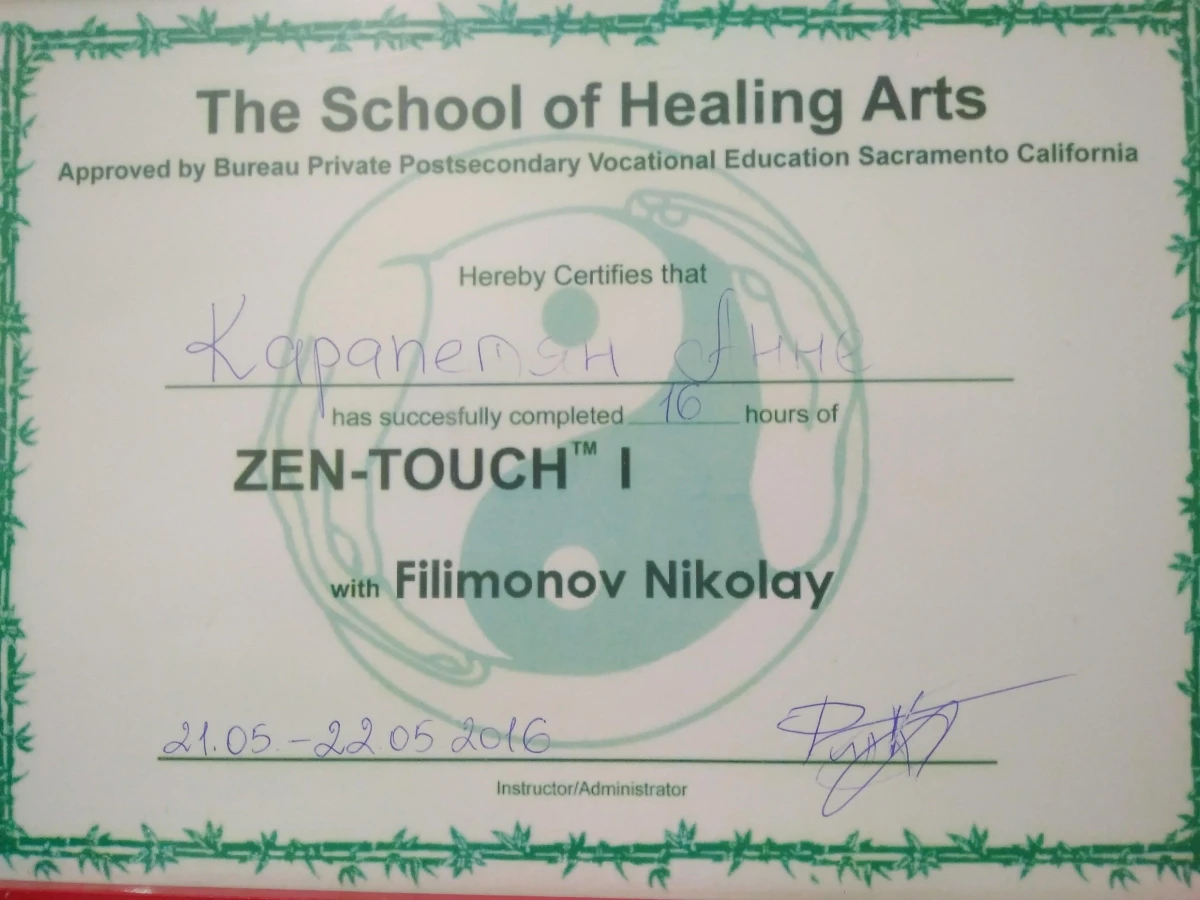 The School of Healing Arts
Approved by Bureau Private Postsecondary Vocational Education Sacramento California
Hereby Certifies that
Карапетян Анне
has succesfully completed 16 hours of
ZEN-TOUCH™ I
with Filimonov Nikolay
21.05.-22.05 2016
Instructor/Administrator